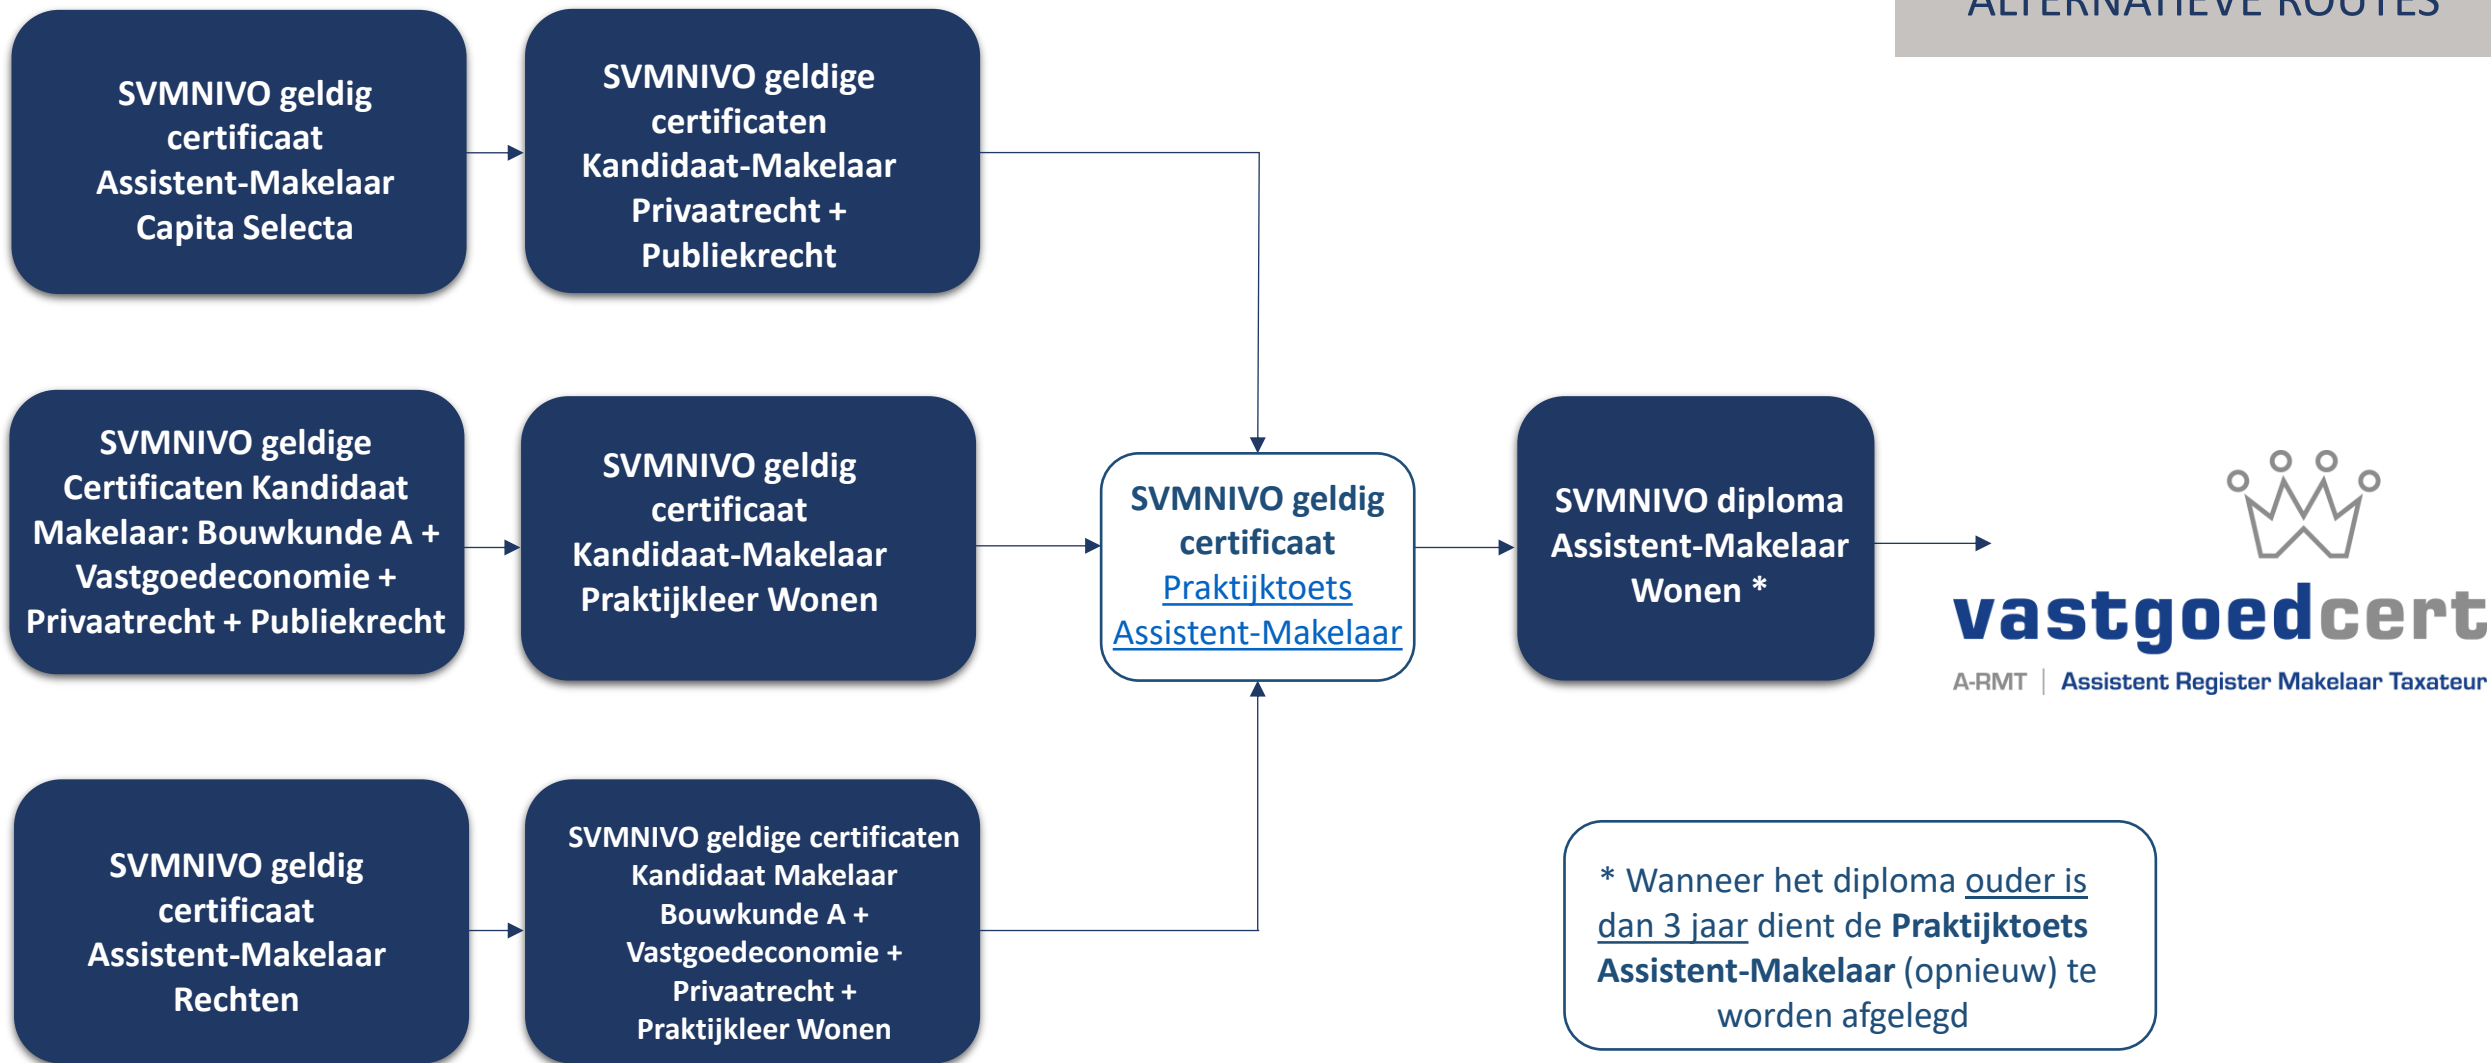 ALTERNATIEVE ROUTES
SVMNIVO geldig
certificaat
Assistent-Makelaar
Capita Selecta
SVMNIVO geldige
certificaten
Kandidaat-Makelaar
Privaatrecht +
Publiekrecht
SVMNIVO geldige
Certificaten Kandidaat
Makelaar: Bouwkunde A +
Vastgoedeconomie +
Privaatrecht + Publiekrecht
SVMNIVO geldig
certificaat
Kandidaat-Makelaar
Praktijkleer Wonen
SVMNIVO geldig
certificaat
Praktijktoets
Assistent-Makelaar
SVMNIVO diploma
Assistent-Makelaar
Wonen *
vastgoedcert
A-RMT | Assistent Register Makelaar Taxateur
SVMNIVO geldig
certificaat
Assistent-Makelaar
Rechten
SVMNIVO geldige certificaten
Kandidaat Makelaar
Bouwkunde A +
Vastgoedeconomie +
Privaatrecht +
Praktijkleer Wonen
* Wanneer het diploma ouder is
dan 3 jaar dient de Praktijktoets
Assistent-Makelaar (opnieuw) te
worden afgelegd